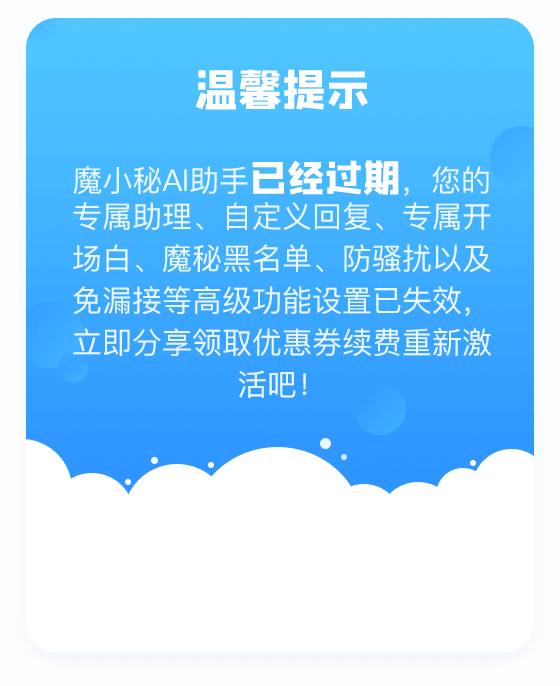 温馨提示
魔小秘AI助手已经过期，您的
专属助理、自定义回复、专属开
场白、魔秘黑名单、防骚扰以及
免漏接等高级功能设置已失效，
立即分享领取优惠券续费重新激
活吧！